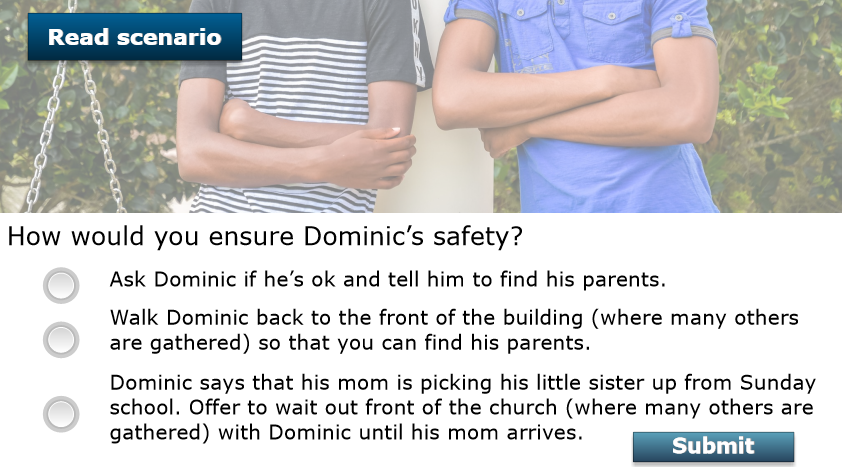 Read scenario
How would you ensure Dominic’s safety?
Ask Dominic if he’s ok and tell him to find his parents.
Walk Dominic back to the front of the building (where many others
are gathered) so that you can find his parents.
Dominic says that his mom is picking his little sister up from Sunday
school. Offer to wait out front of the church (where many others are
gathered) with Dominic until his mom arrives.
Submit